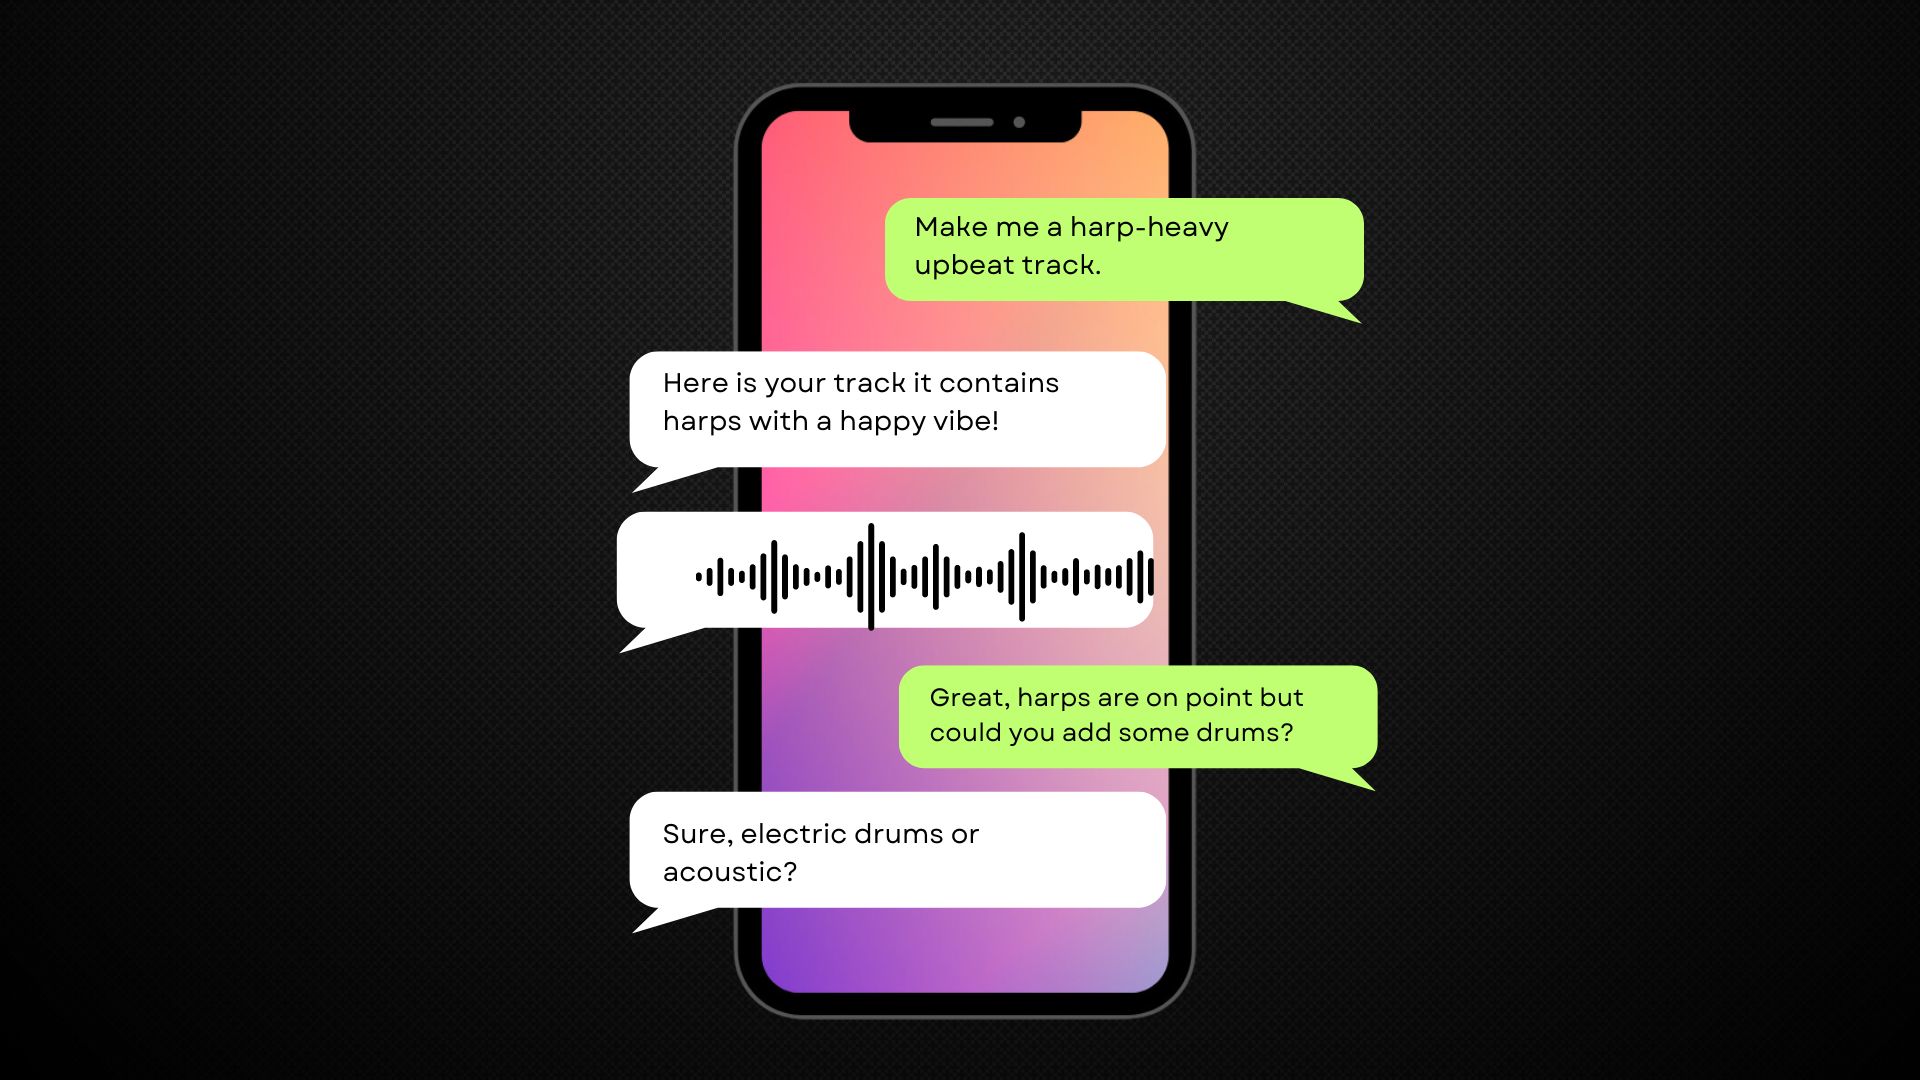 Make me a harp-heavy
upbeat track.
Here is your track it contains
harps with a happy vibe!
Great, harps are on point but
could you add some drums?
Sure, electric drums or
acoustic?